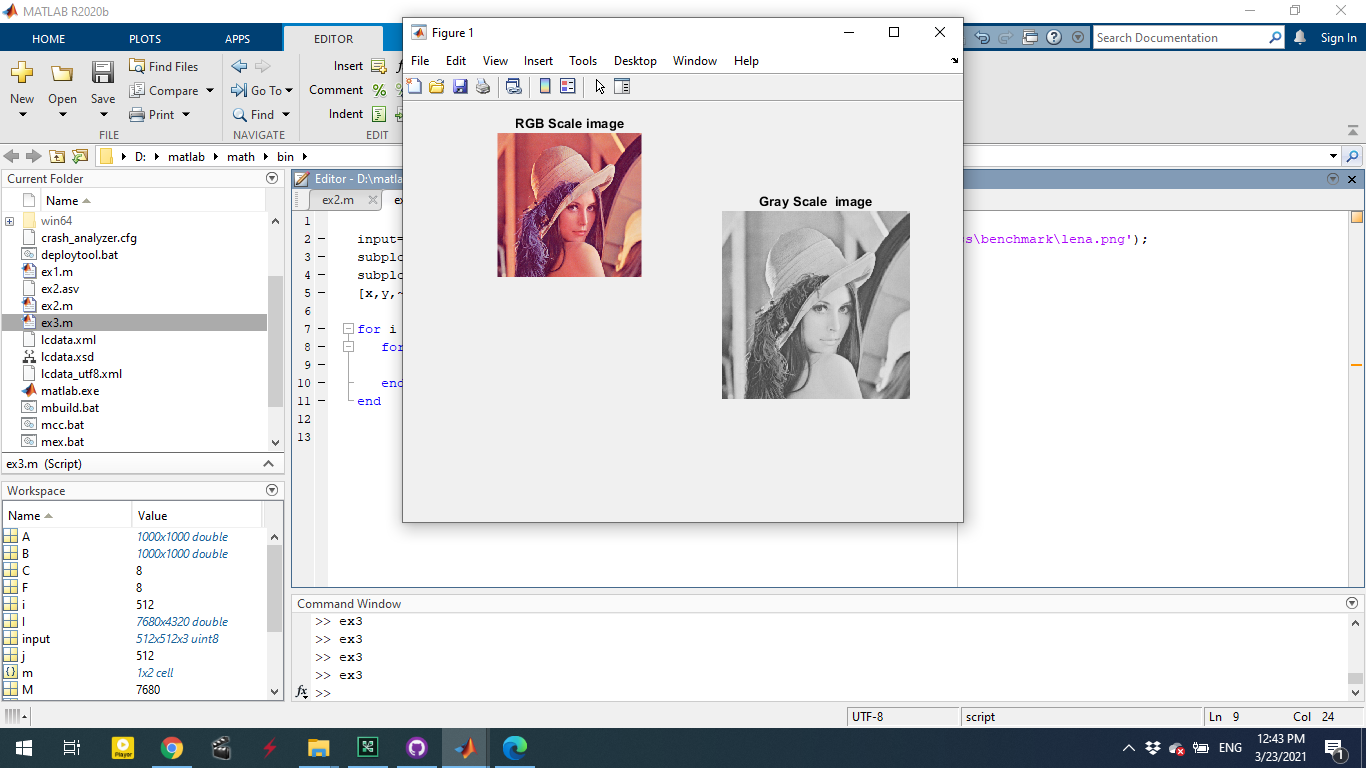 MATLAB R2020b
HOME
PLOTS
APPS
EDITOR
Search Documentation
Sign In
New
Open
Save
Find Files
Compare
Print
FILE
Go To
Find
NAVIGATE
Insert
Comment
Indent
EDIT
D:
matlab
math
bin
Current Folder
Name
win64
crash_analyzer.cfg
deploytool.bat
ex1.m
ex2.asv
ex2.m
ex3.m
lcdata.xml
lcdata.xsd
lcdata_utf8.xml
matlab.exe
mbuild.bat
mcc.bat
mex.bat
ex3.m (Script)
Workspace
Name Value
A 1000x1000 double
B 1000x1000 double
C 8
F 8
i 512
I 7680x4320 double
input 512x512x3 uint8
j 512
m 1x2 cell
M 7680
Editor - D:\matla
ex2.m
ex
1
2 input= s\benchmark\lena.png');
3 subplo
4 subplo
5 [x,y,~
6
7 for i
8 for
9
10 end
11 end
12
13
Figure 1
File Edit View Insert Tools Desktop Window Help
RGB Scale image
Gray Scale image
Command Window
>> ex3
>> ex3
>> ex3
>> ex3
fx >>
UTF-8
script
Ln 9 Col 24
Player
ENG
12:43 PM
3/23/2021
1